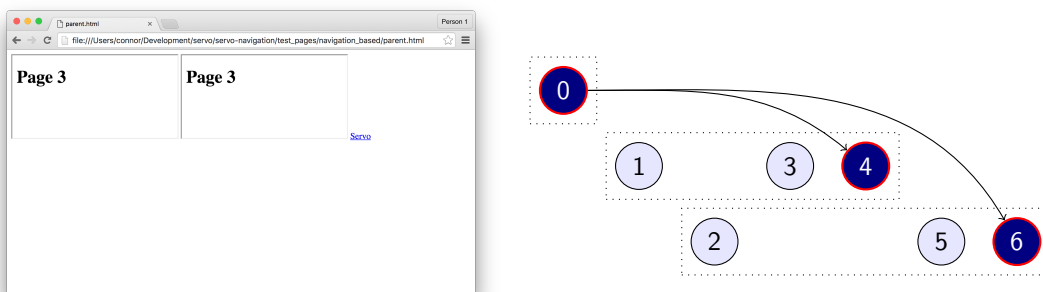 parent.html
Person 1
file:///Users/connor/Development/servo/servo-navigation/test_pages/navigation_based/parent.html
Page 3
Page 3
Servo
0
1
3
4
2
5
6